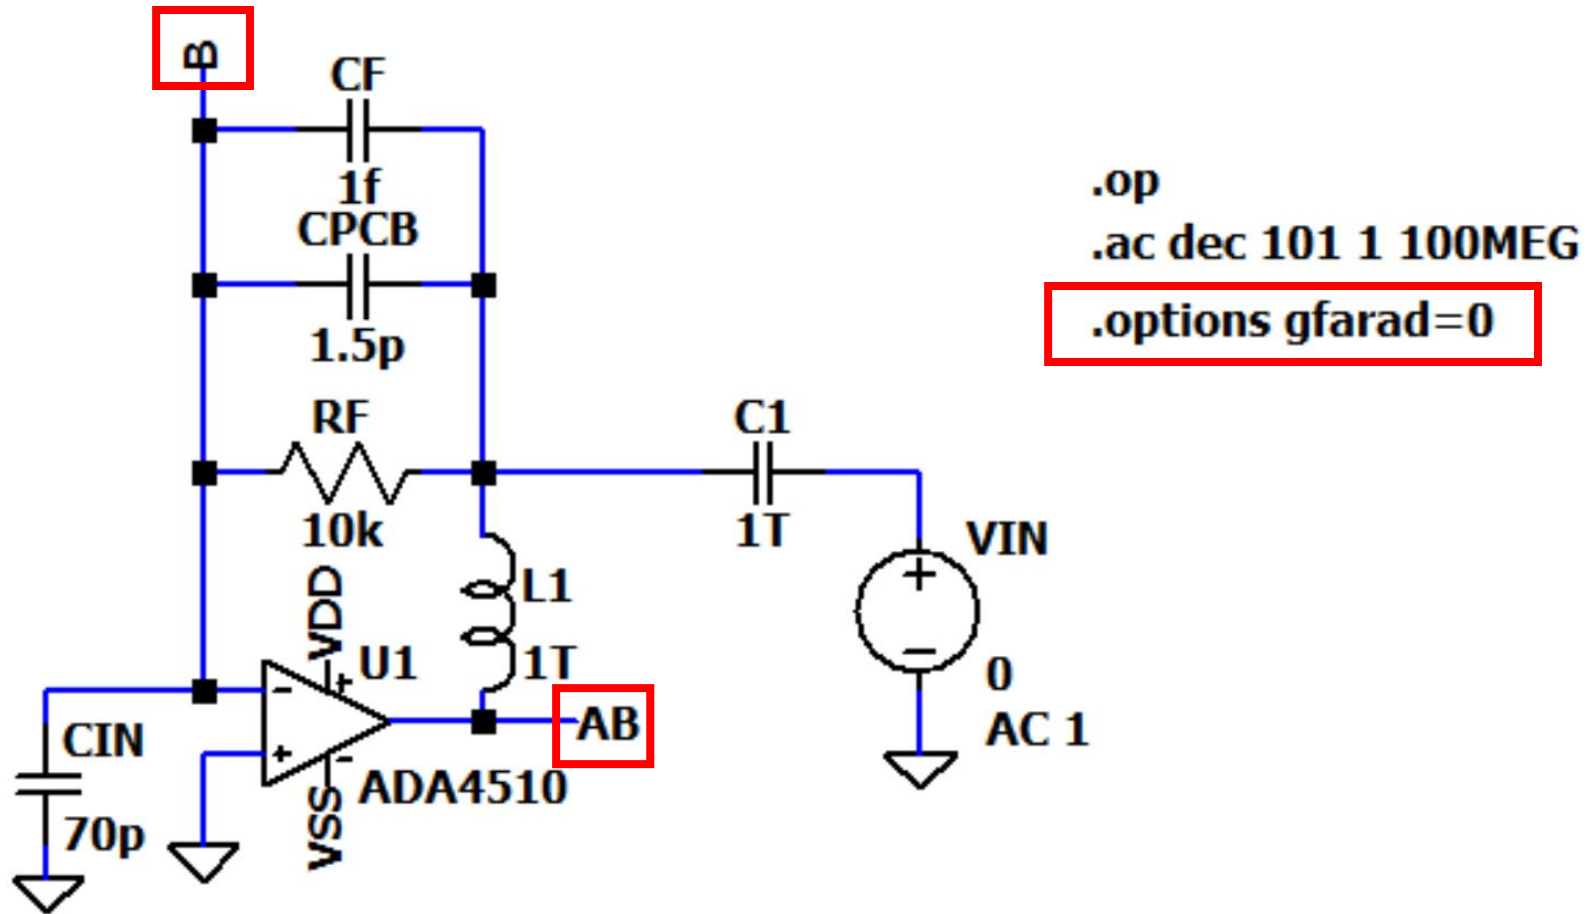 B
CF
1f
CPCB
1.5p
RF
10k
VDD
U1
L1
1T
AB
CIN
70p
-
+
+
-
VSS
ADA4510
C1
1T
VIN
+
−
0
AC 1
.op
.ac dec 101 1 100MEG
.options gfarad=0